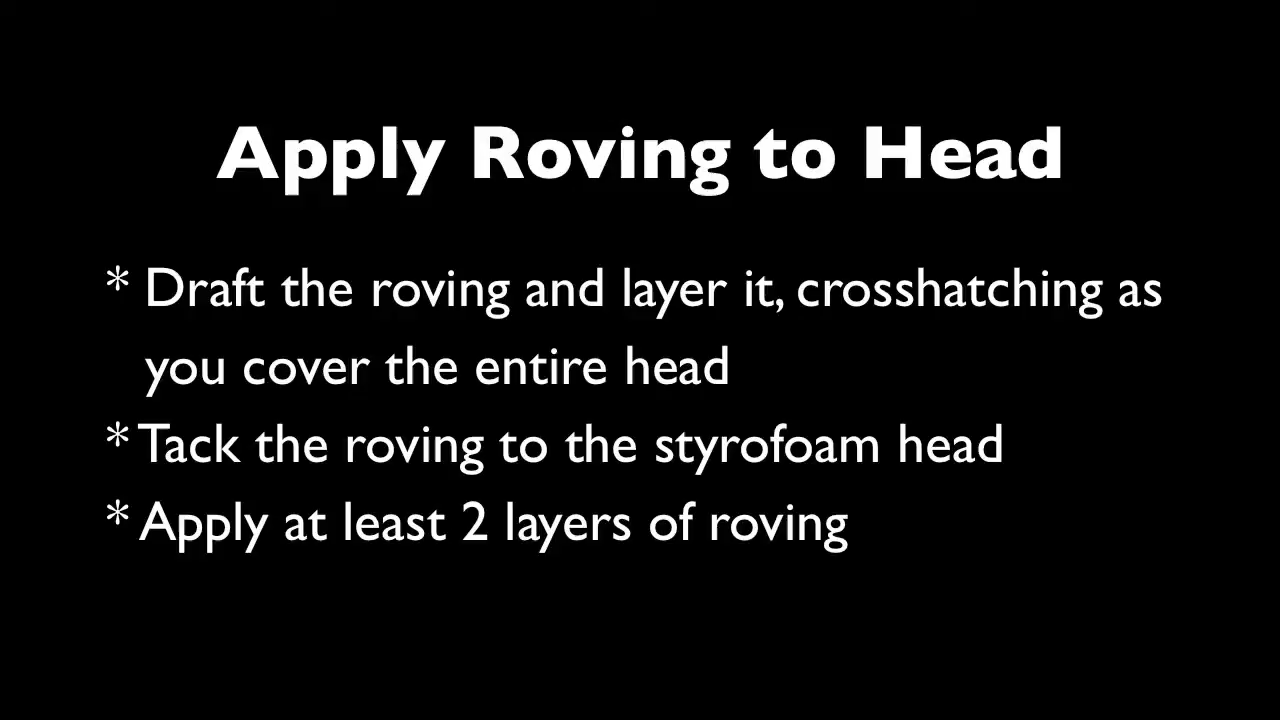 Apply Roving to Head
* Draft the roving and layer it, crosshatching as
you cover the entire head
* Tack the roving to the styrofoam head
* Apply at least 2 layers of roving